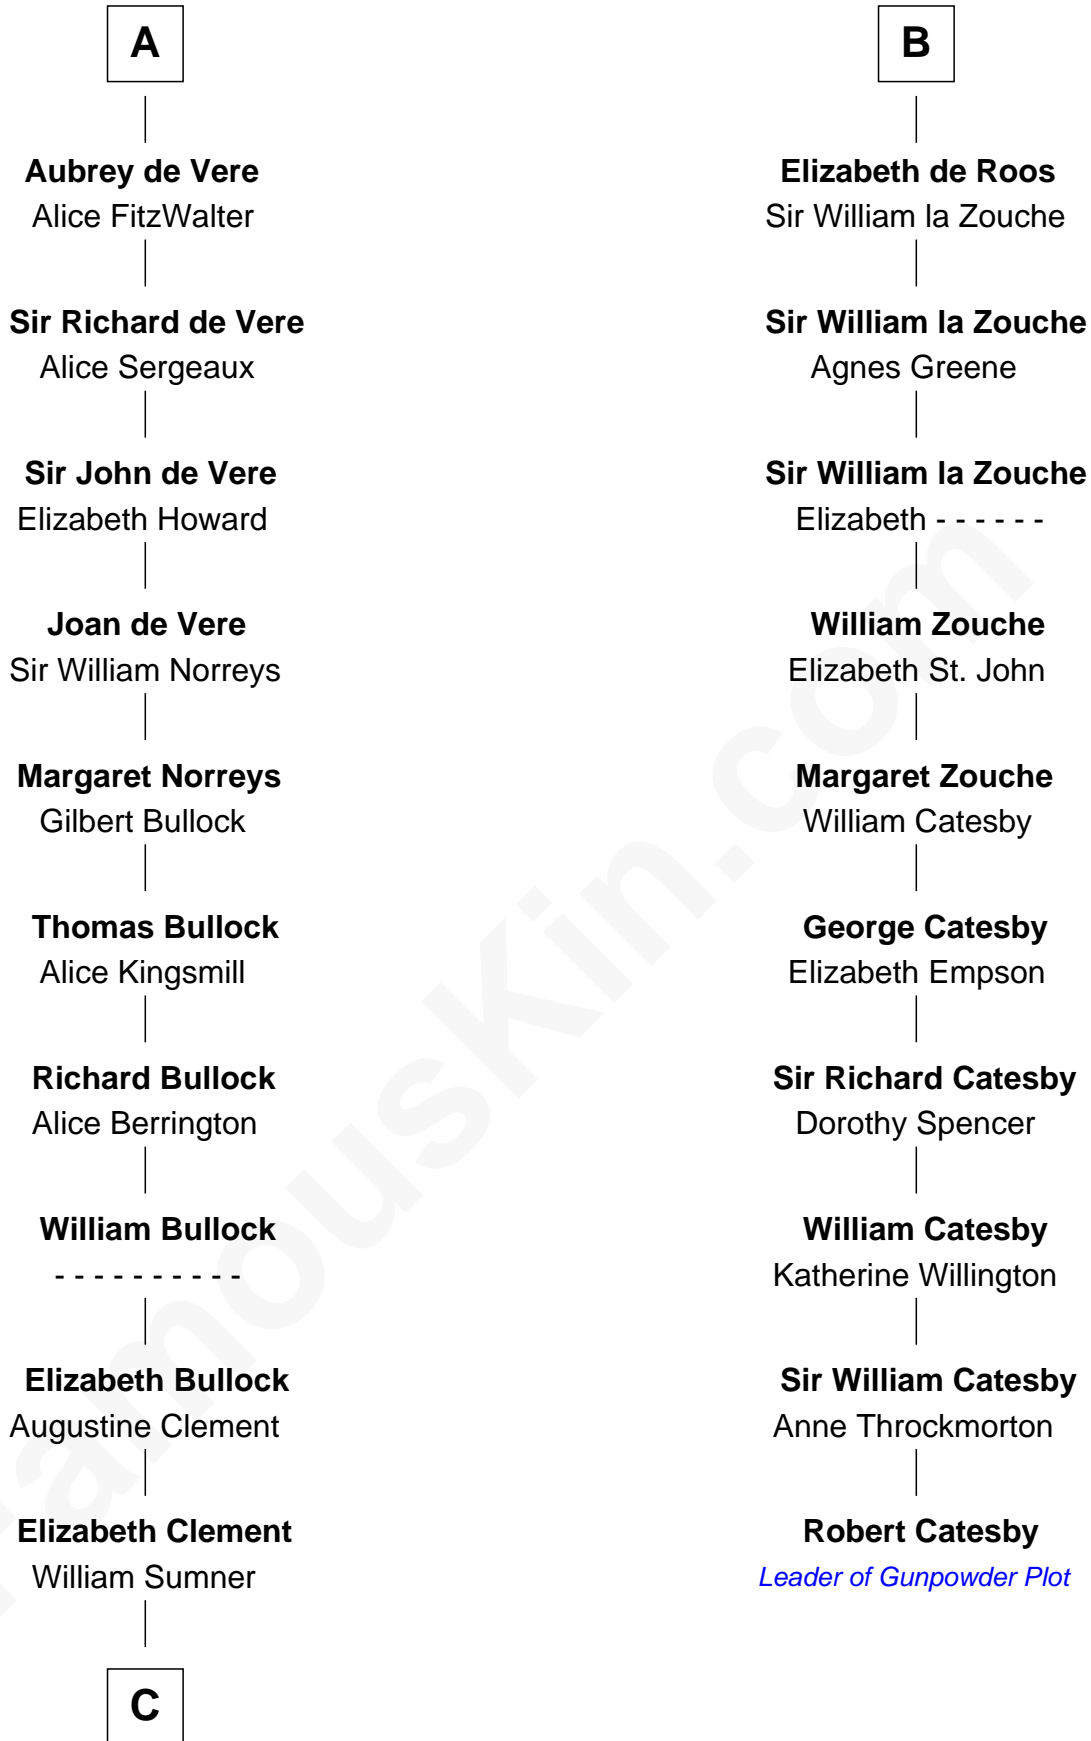 A
Aubrey de Vere
Alice FitzWalter
Sir Richard de Vere
Alice Sergeaux
Sir John de Vere
Elizabeth Howard
Joan de Vere
Sir William Norreys
Margaret Norreys
Gilbert Bullock
Thomas Bullock
Alice Kingsmill
Richard Bullock
Alice Berrington
William Bullock
- - - - - - - - - -
Elizabeth Bullock
Augustine Clement
Elizabeth Clement
William Sumner
C
B
Elizabeth de Roos
Sir William la Zouche
Sir William la Zouche
Agnes Greene
Sir William la Zouche
Elizabeth - - - - - -
William Zouche
Elizabeth St. John
Margaret Zouche
William Catesby
George Catesby
Elizabeth Empson
Sir Richard Catesby
Dorothy Spencer
William Catesby
Katherine Willington
Sir William Catesby
Anne Throckmorton
Robert Catesby
Leader of Gunpowder Plot
FamousKin.com